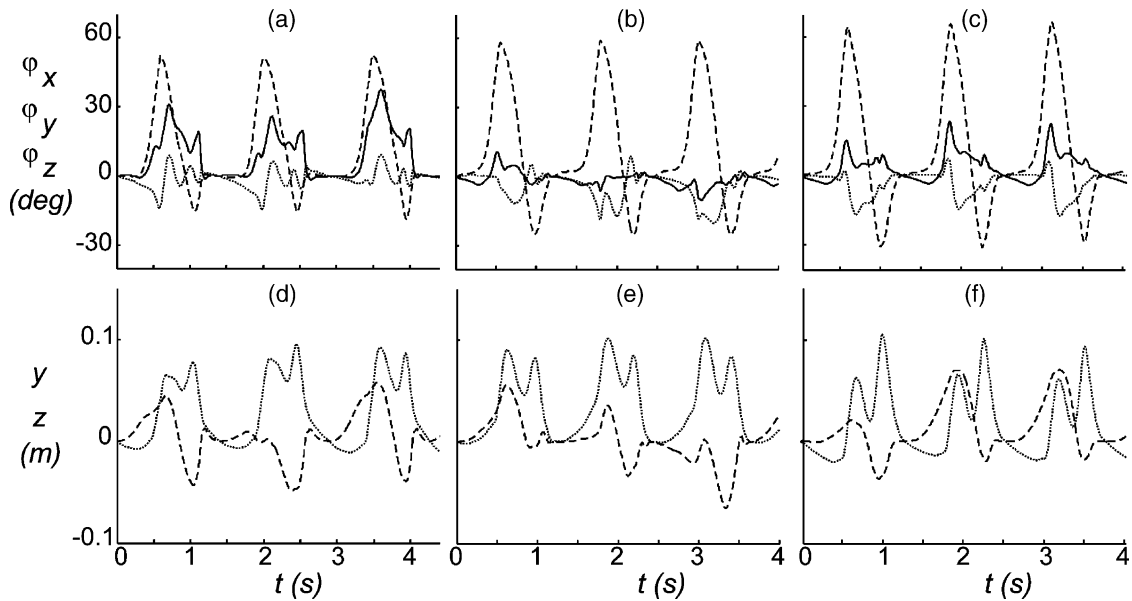 (a) (b) (c)
60
30
0
-30
φx
φy
φz
(deg)
(d) (e) (f)
0.1
0
-0.1
y
z
(m)
0 1 2 3 4 0 1 2 3 4 0 1 2 3 4
t (s) t (s) t (s)